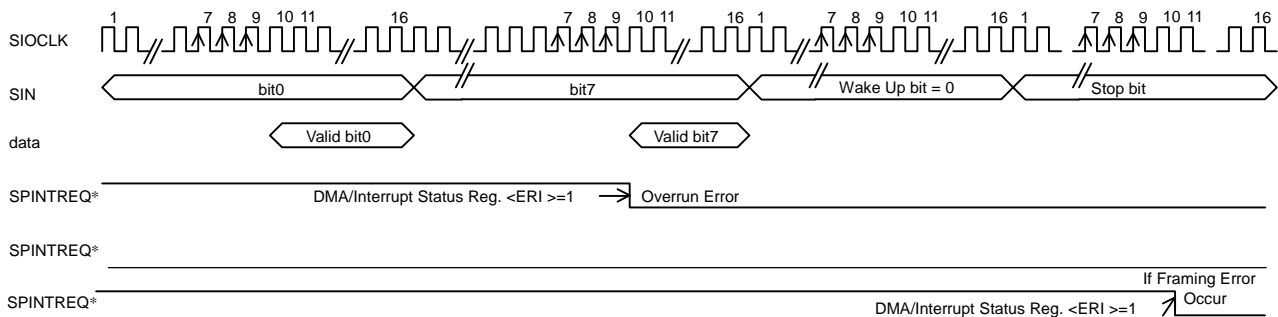 1 7 8 9 10 11 16 7 8 9 10 11 16 1 7 8 9 10 11 16 1 7 8 9 10 11 16
SIOCLK
SIN bit0 bit7 Wake Up bit = 0 Stop bit
data Valid bit0 Valid bit7
SPINTREQ* DMA/Interrupt Status Reg. <ERI >=1 Overrun Error
SPINTREQ*
If Framing Error
SPINTREQ* DMA/Interrupt Status Reg. <ERI >=1 Occur